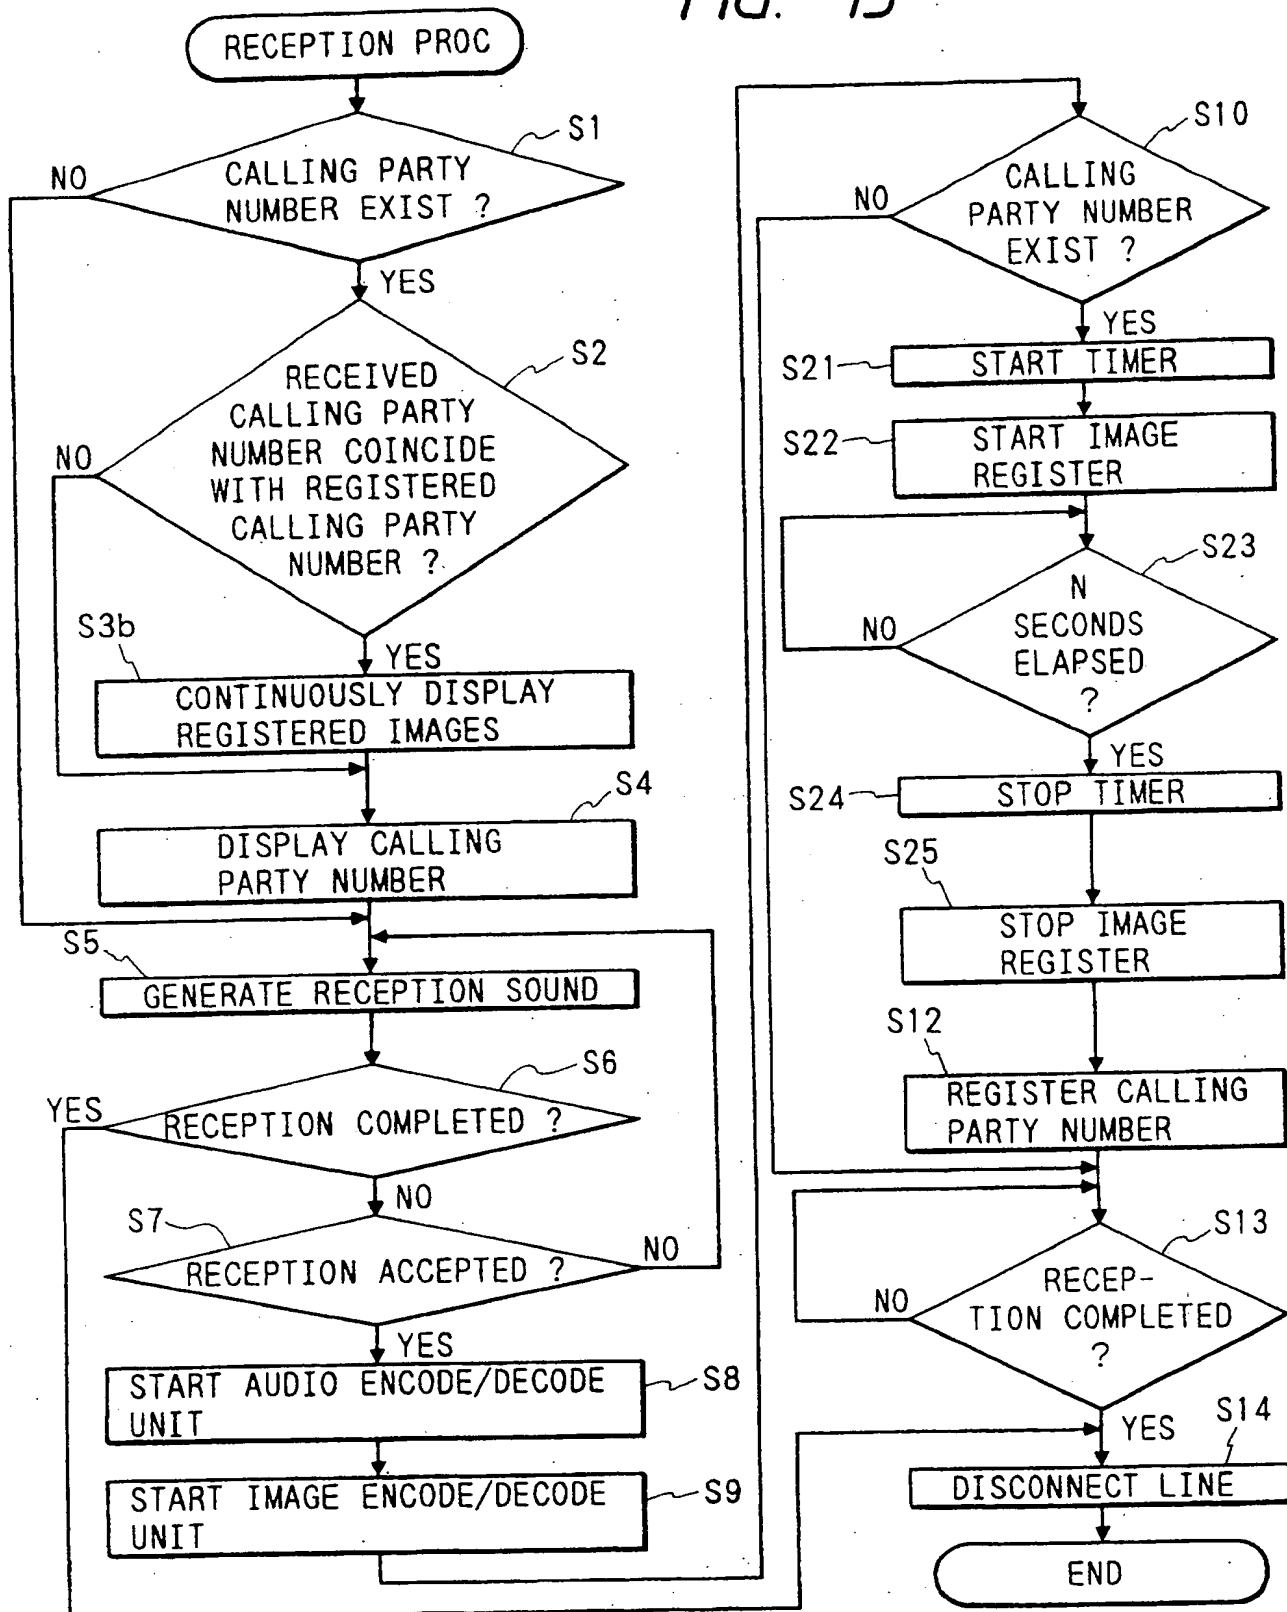 RECEPTION PROC
S1
CALLING PARTY
NUMBER EXIST ?
NO
YES
S2
RECEIVED
CALLING PARTY
NUMBER COINCIDE
WITH REGISTERED
CALLING PARTY
NUMBER ?
NO
YES
S3b
CONTINUOUSLY DISPLAY
REGISTERED IMAGES
S4
DISPLAY CALLING
PARTY NUMBER
S5
GENERATE RECEPTION SOUND
S6
YES
RECEPTION COMPLETED ?
NO
S7
RECEPTION ACCEPTED ?
NO
YES
START AUDIO ENCODE/DECODE
UNIT
S8
START IMAGE ENCODE/DECODE
UNIT
S9
S10
CALLING
PARTY NUMBER
EXIST ?
NO
YES
S21
START TIMER
S22
START IMAGE
REGISTER
S23
N
SECONDS
ELAPSED
?
NO
YES
S24
STOP TIMER
S25
STOP IMAGE
REGISTER
S12
REGISTER CALLING
PARTY NUMBER
S13
RECEP-
TION COMPLETED
?
NO
YES
S14
DISCONNECT LINE
END